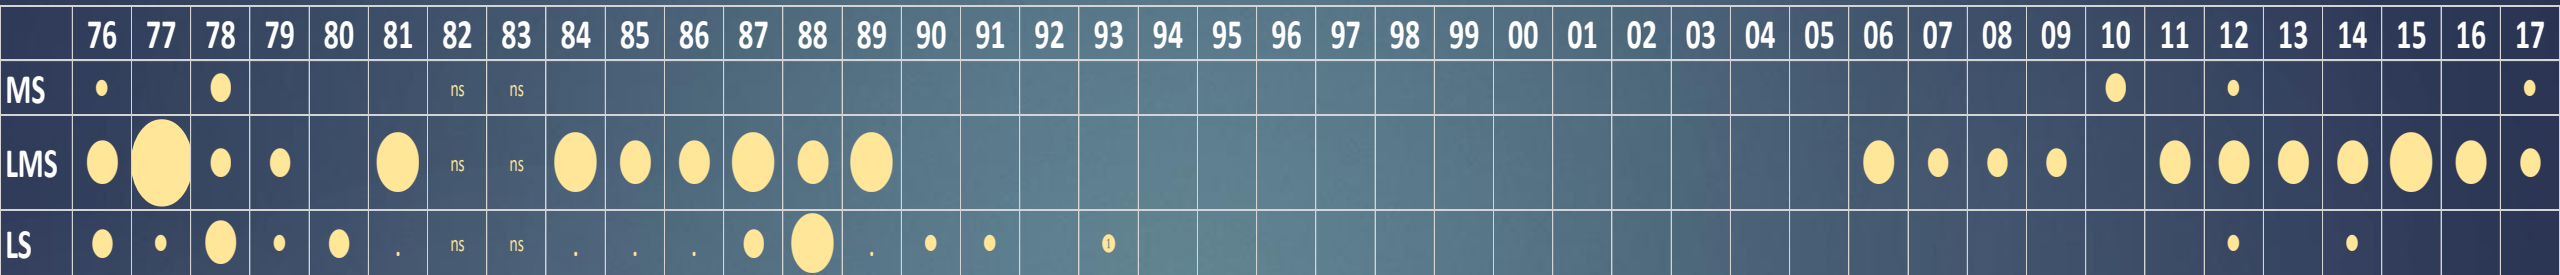 76 77 78 79 80 81 82 83 84 85 86 87 88 89 90 91 92 93 94 95 96 97 98 99 00 01 02 03 04 05 06 07 08 09 10 11 12 13 14 15 16 17
MS ns ns
LMS ns ns
LS . ns ns . . . . 1